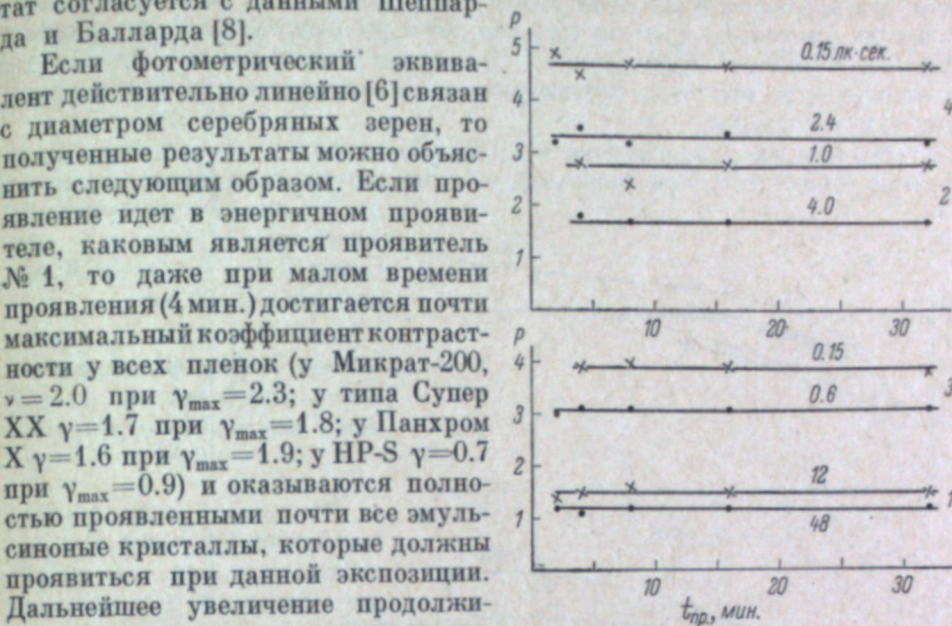 тат согласуется с данными Шеппар-
да и Балларда [8].
Если фотометрический эквива-
лент действительно линейно [6] связан
с диаметром серебряных зерен, то
полученные результаты можно объяс-
нить следующим образом. Если про-
явление идет в энергичном прояви-
теле, каковым является проявитель
№ 1, то даже при малом времени
проявления (4 мин.) достигается почти
максимальный коэффициент контраст-
ности у всех пленок (у Микрат-200,
γ=2.0 при γmax=2.3; у типа Супер
XX γ=1.7 при γmax=1.8; у Панхром
X γ=1.6 при γmax=1.9; у HP-S γ=0.7
при γmax=0.9) и оказываются полно-
стью проявленными почти все эмуль-
синоные кристаллы, которые должны
проявиться при данной экспозиции.
Дальнейшее увеличение продолжи-
P
5
4
3
2
1
0.15 лк·сек.
2.4
1.0
4.0
10
20
30
P
4
3
2
1
0.15
0.6
12
48
10
20
30
tпр., мин.
4
2